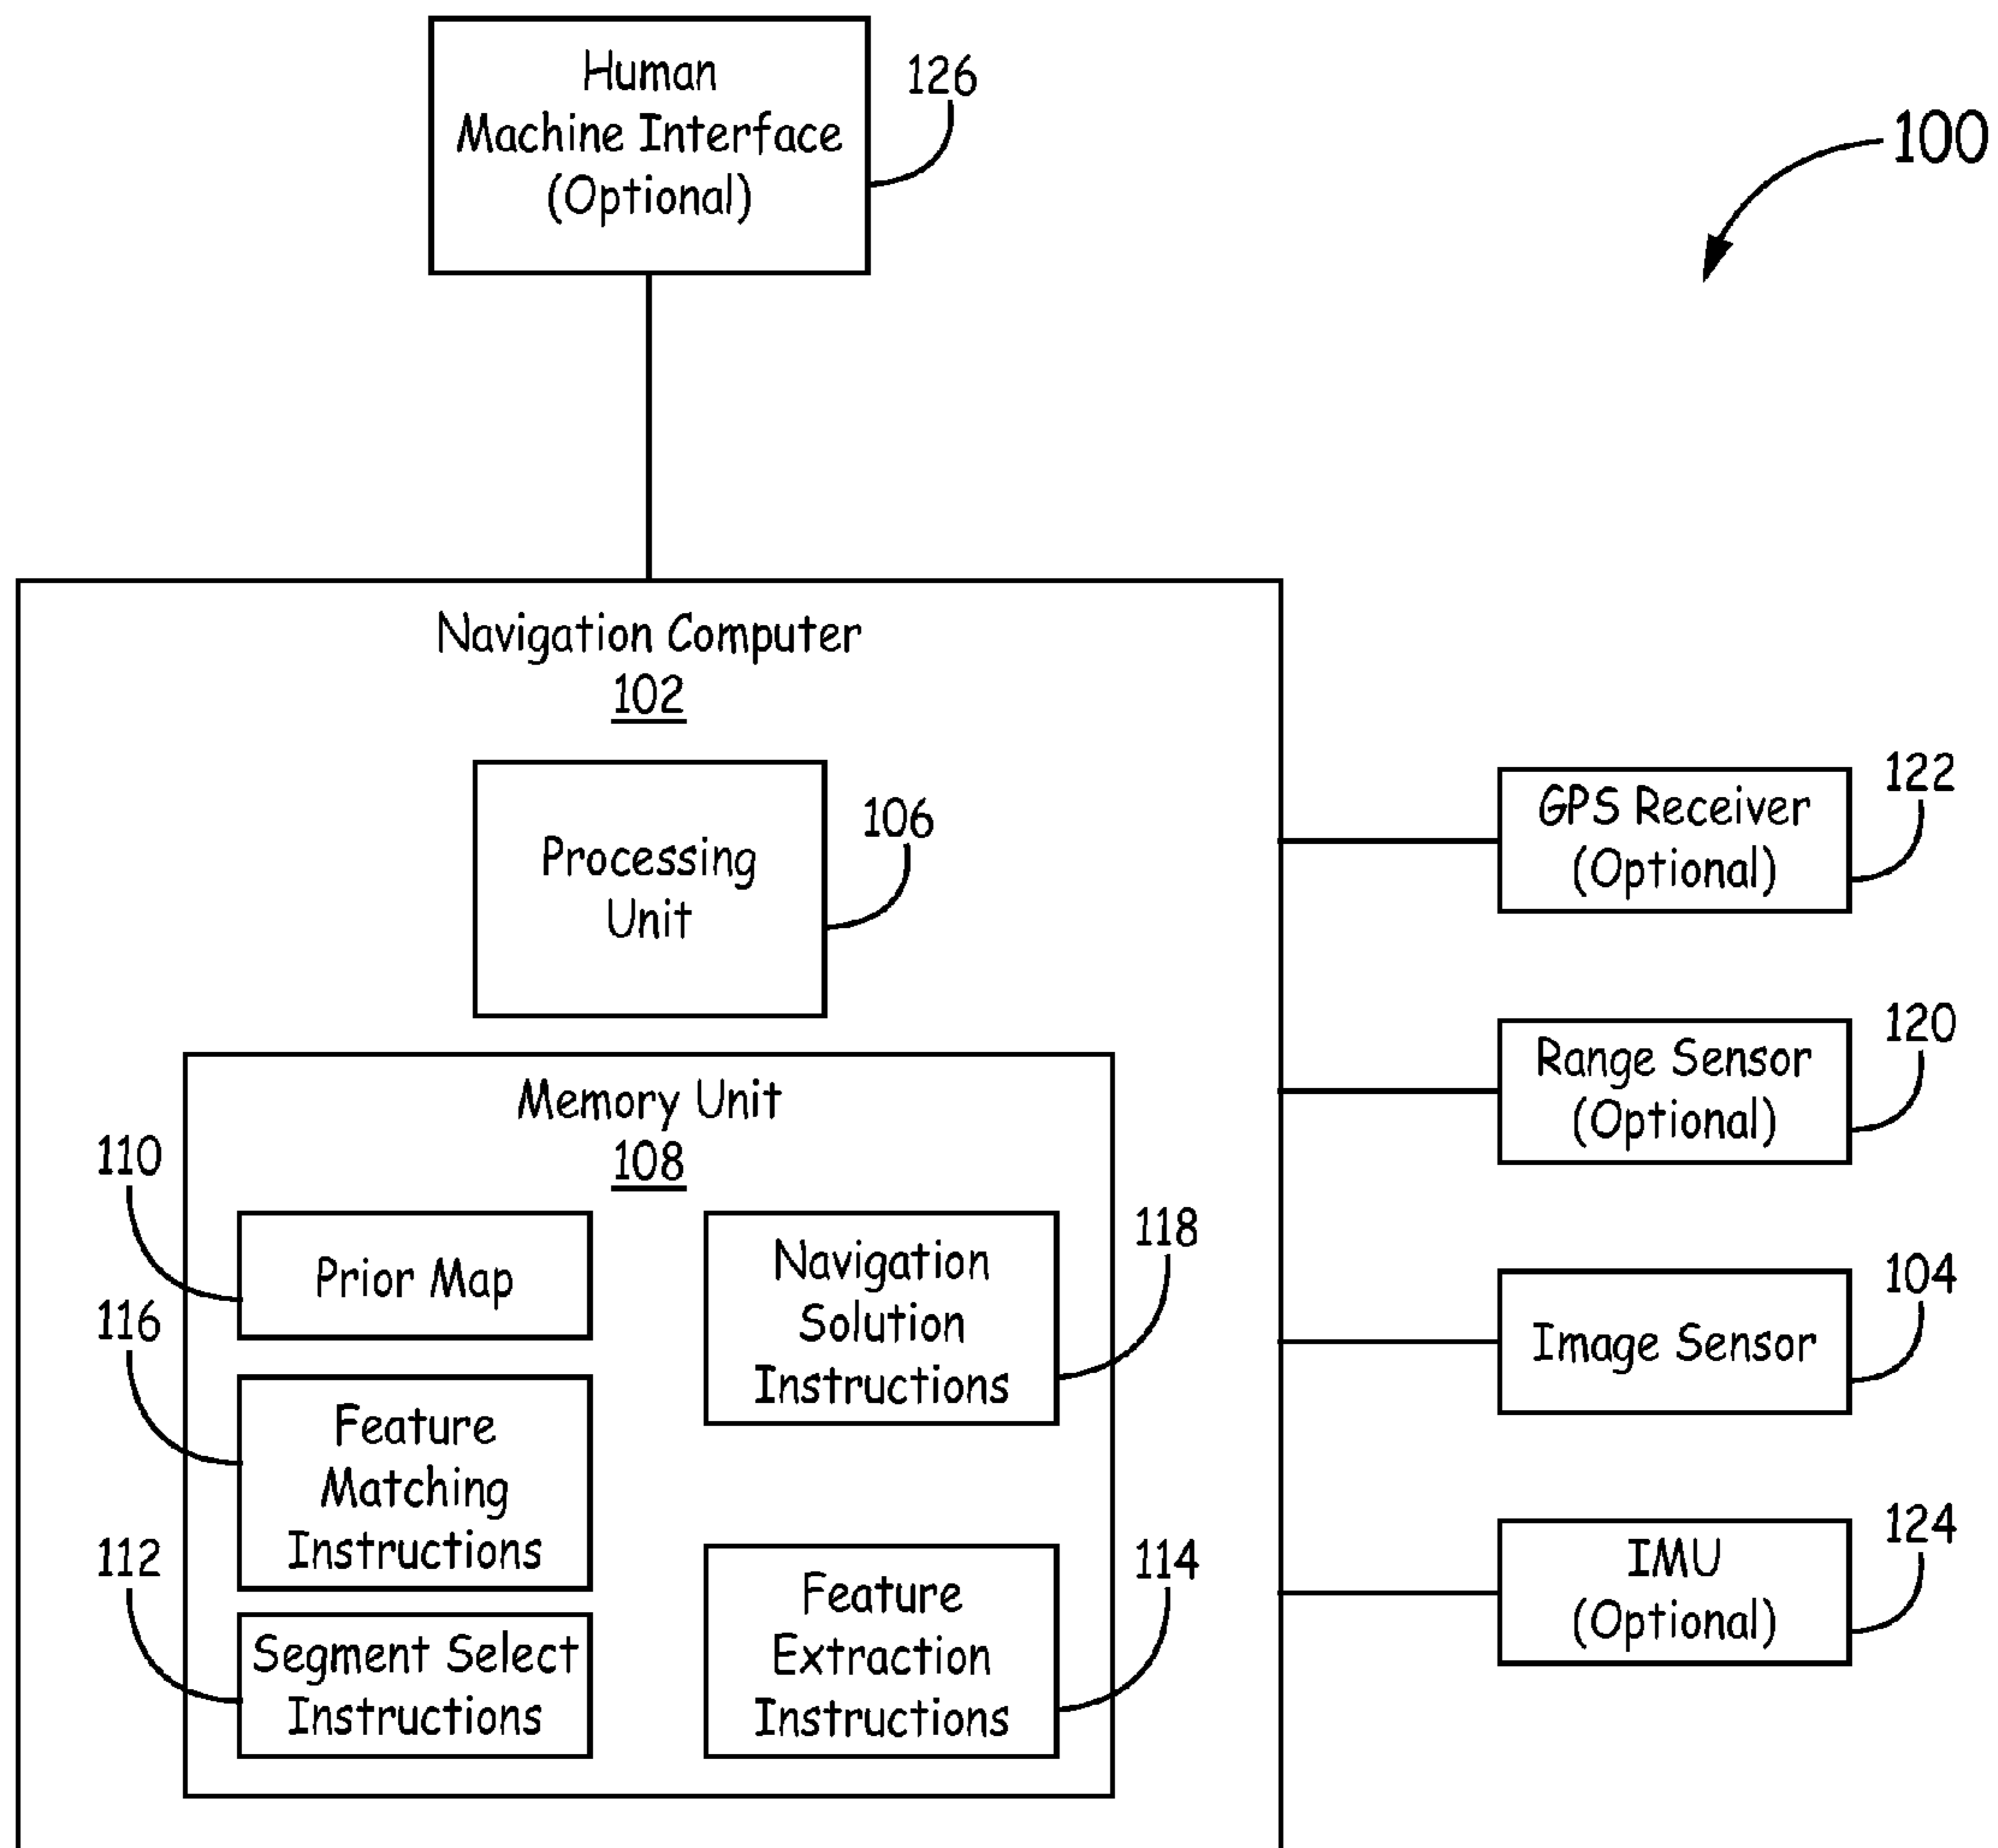 Human
Machine Interface
(Optional)
126
100
Navigation Computer
102
Processing
Unit
106
Memory Unit
108
110
Prior Map
116
Feature
Matching
Instructions
112
Segment Select
Instructions
Navigation
Solution
Instructions
118
Feature
Extraction
Instructions
114
GPS Receiver
(Optional)
122
Range Sensor
(Optional)
120
Image Sensor
104
IMU
(Optional)
124